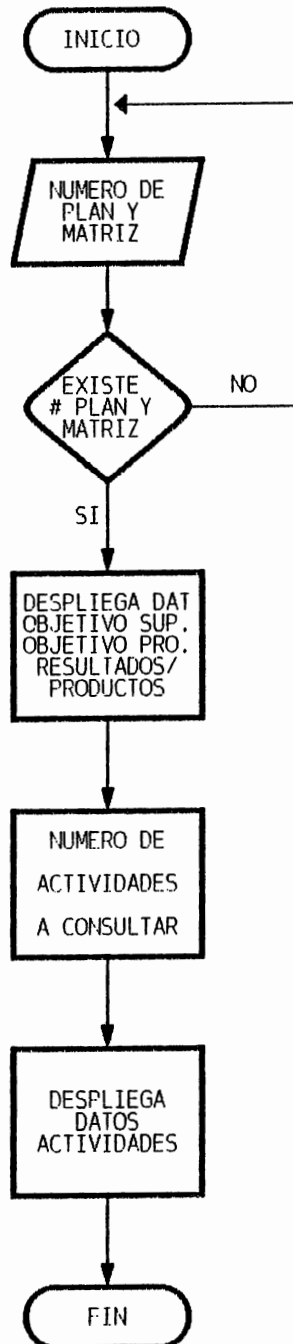 INICIO
NUMERO DE
PLAN Y
MATRIZ
EXISTE
# PLAN Y
MATRIZ
NO
SI
DESPLIEGA DAT
OBJETIVO SUP.
OBJETIVO PRO.
RESULTADOS/
PRODUCTOS
NUMERO DE
ACTIVIDADES
A CONSULTAR
DESPLIEGA
DATOS
ACTIVIDADES
FIN